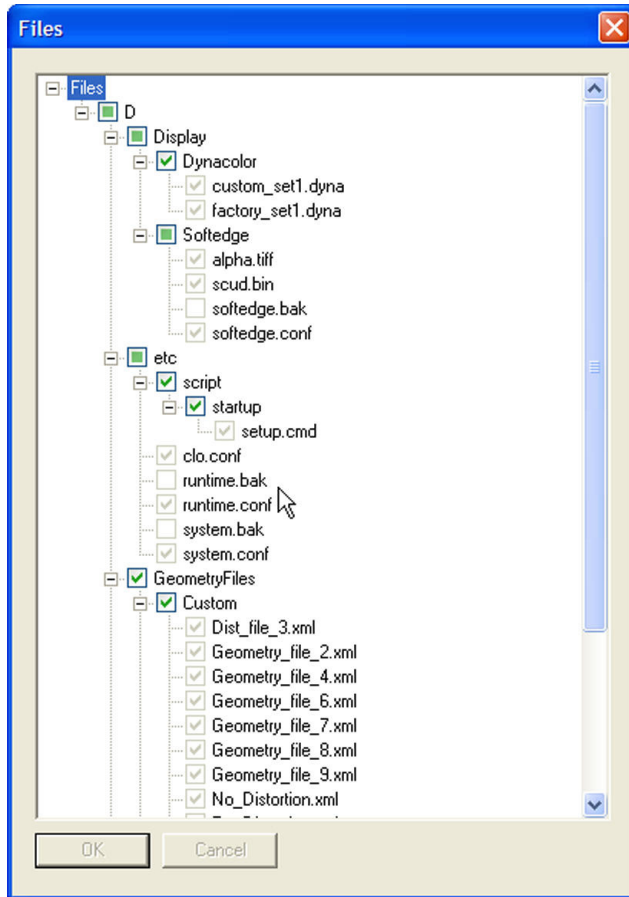 Files
Files
D
Display
Dynacolor
custom_set1.dyna
factory_set1.dyna
Softedge
alpha.tiff
scud.bin
softedge.bak
softedge.conf
etc
script
startup
setup.cmd
clo.conf
runtime.bak
runtime.conf
system.bak
system.conf
GeometryFiles
Custom
Dist_file_3.xml
Geometry_file_2.xml
Geometry_file_4.xml
Geometry_file_6.xml
Geometry_file_7.xml
Geometry_file_8.xml
Geometry_file_9.xml
No_Distortion.xml
OK Cancel